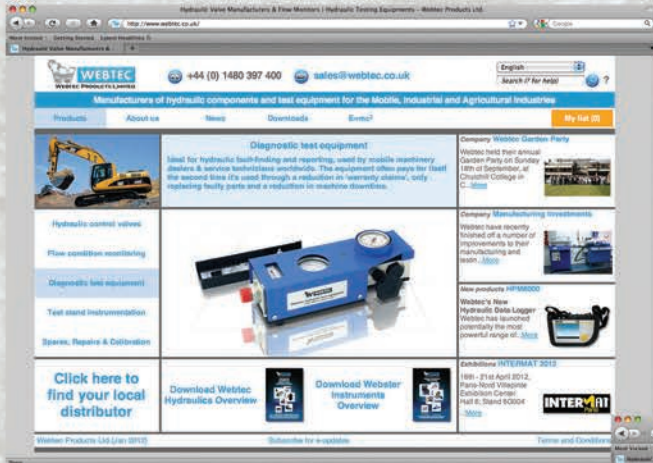 Hydraulic Valve Manufacturers & Flow Monitors | Hydraulic Testing Equipments - Webtec Products Ltd.
http://www.webtec.co.uk/
Google
Most Visited
Getting Started
Latest Headlines
Hydraulic Valve Manufacturers &
WEBTEC
WEBTEC PRODUCTS LIMITED
+44 (0) 1480 397 400
sales@webtec.co.uk
English
Search (? for help)
?
Manufacturers of hydraulic components and test equipment for the Mobile, Industrial and Agricultural Industries
Products
About us
News
Downloads
My list (0)
Diagnostic test equipment
Ideal for hydraulic fault-finding and reporting, used by mobile machinery
dealers & service technicians worldwide. The equipment often pays for itself
the second time it's used through a reduction in 'warranty claims', only
replacing faulty parts and a reduction in machine downtime.
Hydraulic control valves
Flow condition monitoring
Diagnostic test equipment
Test stand instrumentation
Spares, Repairs & Calibration
WEBTEC
Click here to
find your local
distributor
Download Webtec
Hydraulics Overview
Download Webster
Instruments
Overview
Company Webtec Garden Party
Webtec held their annual
Garden Party on Sunday
18th of September, at
Churchill College in
C...More
Company Manufacturing Investments
Webtec have recently
finished off a number of
improvements to their
manufacturing and
testin...More
New products HPM6000
Webtec's New
Hydraulic Data Logger
Webtec has launched
potentially the most
powerful range of...More
Exhibitions INTERMAT 2012
16th - 21st April 2012,
Paris-Nord Villepinte
Exhibition Center
Hall 6; Stand
...More
INTERMAT
Paris
Webtec Products Ltd (Jan 2012)
Subscribe for e-updates
Terms and Conditions